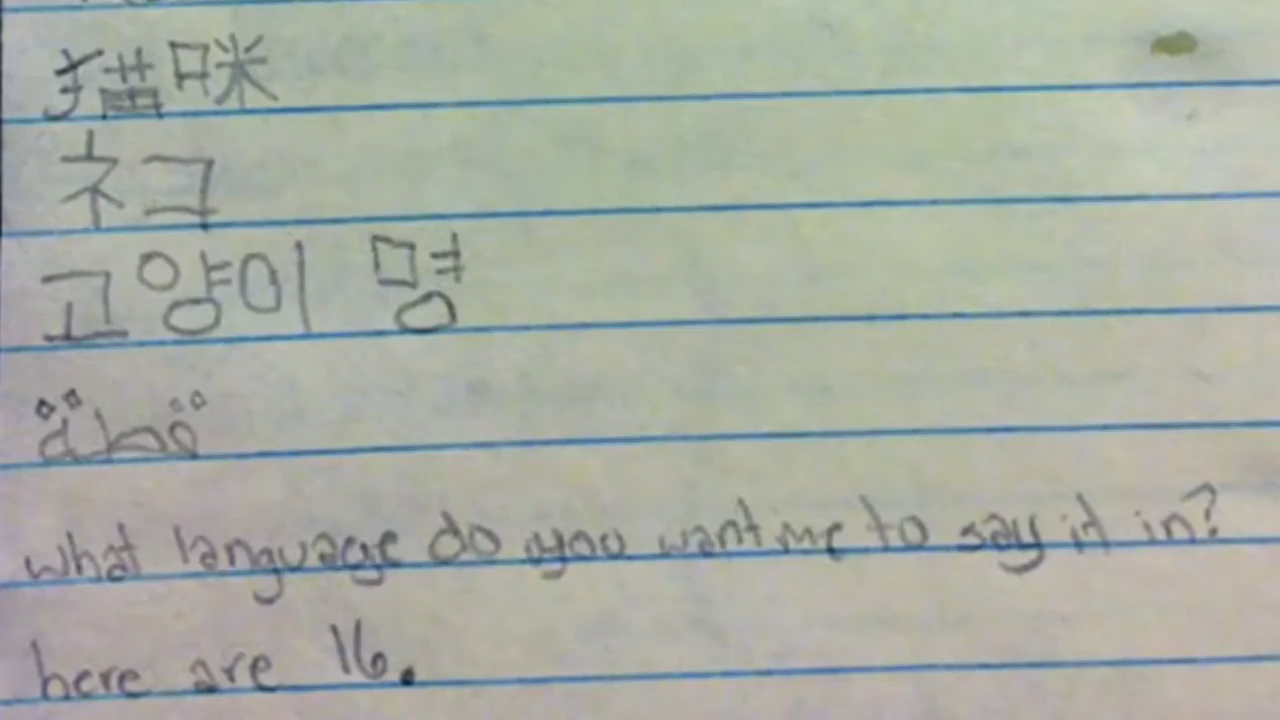 猫咪
ネコ
고양이 명
what language do you want me to say it in?
here are 16.